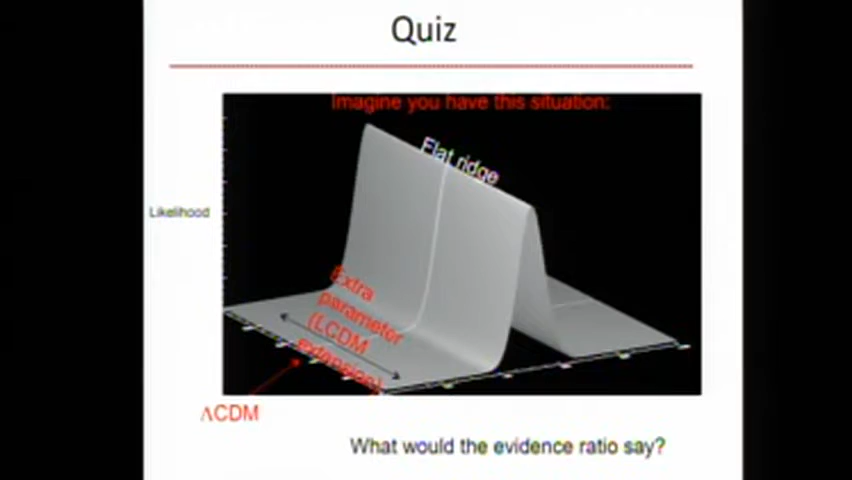 Quiz
Imagine you have this situation:
Flat ridge
Likelihood
Extra
parameter
(LCDM
extension)
ΛCDM
What would the evidence ratio say?